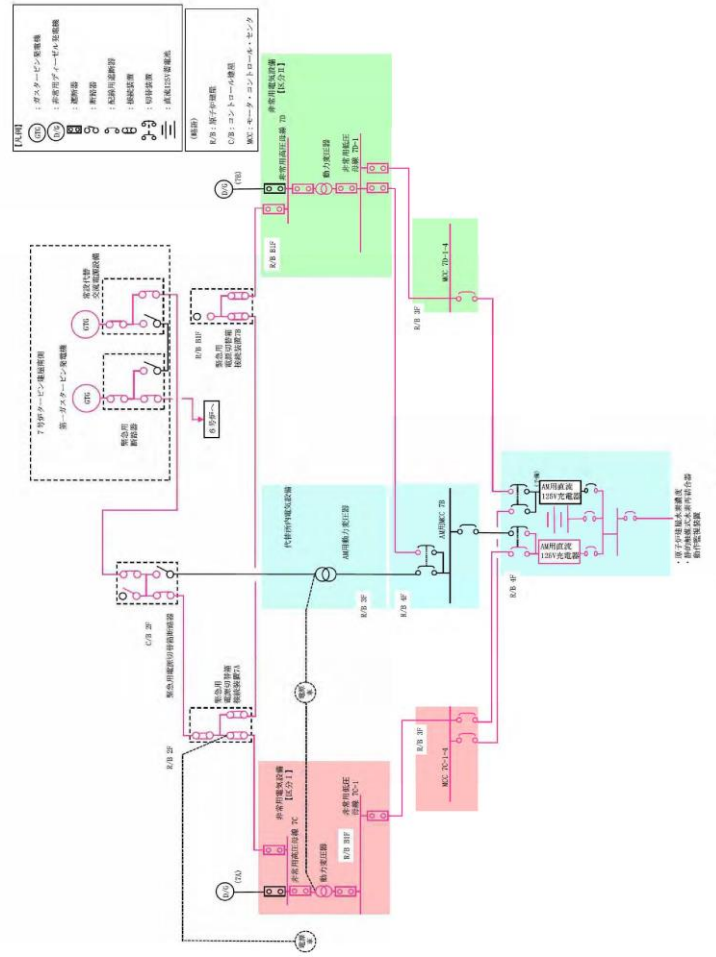 【凡例】
GTG ：ガスタービン発電機
D/G ：非常用ディーゼル発電機
：遮断器
：断路器
：配線用遮断器
：接続装置
：切替装置
：直流125V蓄電池
(略語)
R/B：原子炉建屋
C/B：コントロール建屋
MCC：モータ・コントロール・センタ
7号炉タービン建屋南側
第一ガスタービン発電機
常設代替
交流電源設備
GTG
GTG
緊急用
断路器
6号炉へ
C/B 2F
緊急用電源切替箱断路器
R/B 2F
緊急用
電源切替箱
接続装置7A
R/B B1F
緊急用
電源切替箱
接続装置7B
電源
車
電源
車
D/G
(7A)
非常用電気設備
【区分Ⅰ】
非常用高圧母線 7C
動力変圧器
R/B B1F
非常用低圧
母線 7C-1
代替所内電気設備
AM用動力変圧器
R/B 3F
R/B 4F
AM用MCC 7B
D/G
(7B)
非常用電気設備
【区分Ⅱ】
R/B B1F
非常用高圧母線 7D
動力変圧器
非常用低圧
母線 7D-1
R/B 3F
MCC 7C-1-4
R/B 3F
MCC 7D-1-4
R/B 4F
AM用直流
125V充電器
AM用直流
125V充電器
・原子炉建屋水素濃度
・静的触媒式水素再結合器
動作監視装置